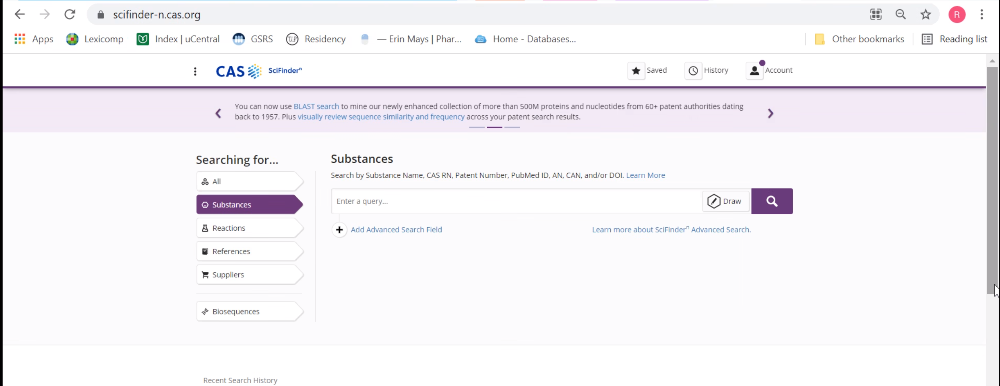 scifinder-n.cas.org
R
Apps Lexicomp Index | uCentral GSRS TLP Residency — Erin Mays | Phar... Home - Databases... Other bookmarks Reading list
CAS SciFinderⁿ Saved History Account
You can now use BLAST search to mine our newly enhanced collection of more than 500M proteins and nucleotides from 60+ patent authorities dating
back to 1957. Plus visually review sequence similarity and frequency across your patent search results.
Searching for...
All
Substances
Reactions
References
Suppliers
Biosequences
Substances
Search by Substance Name, CAS RN, Patent Number, PubMed ID, AN, CAN, and/or DOI. Learn More
Enter a query... Draw
Add Advanced Search Field Learn more about SciFinderⁿ Advanced Search.
Recent Search History